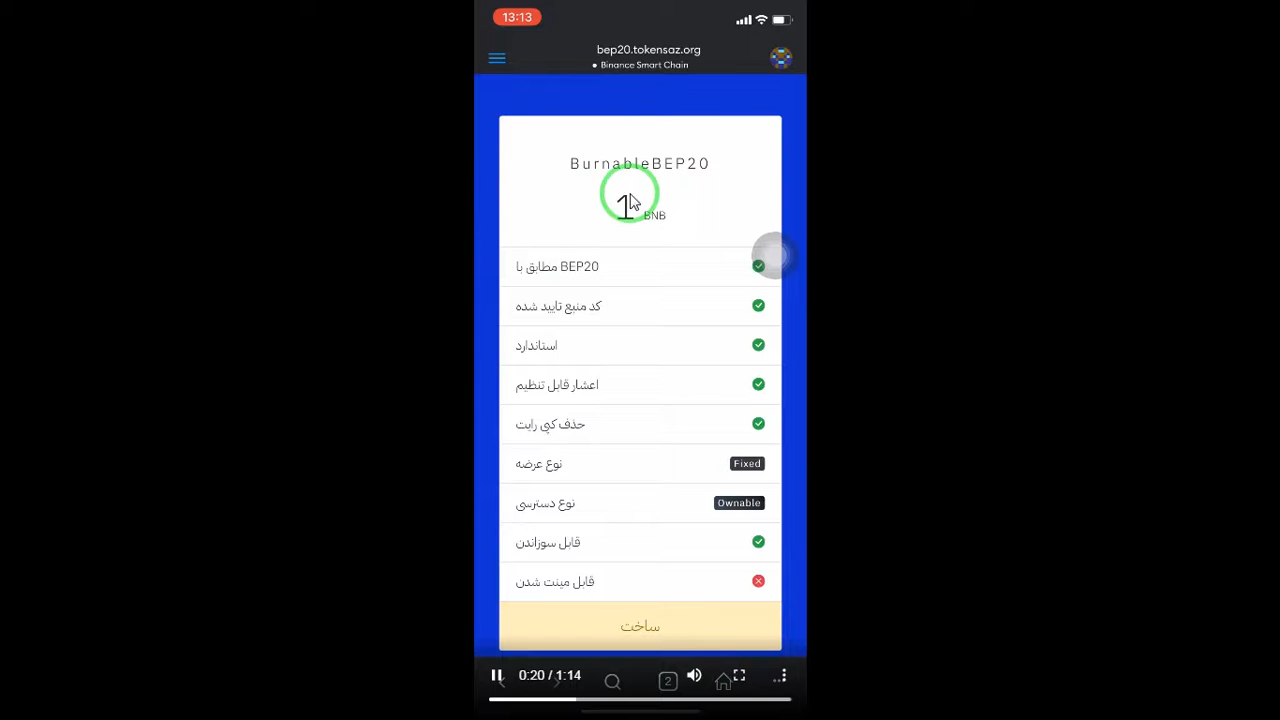 13:13
bep20.tokensaz.org
Binance Smart Chain
BurnableBEP20
1 BNB
مطابق با BEP20
کد منبع تایید شده
استاندارد
اعشار قابل تنظیم
حذف کپی رایت
نوع عرضه Fixed
نوع دسترسی Ownable
قابل سوزاندن
قابل مینت شدن
ساخت
0:20 / 1:14
2